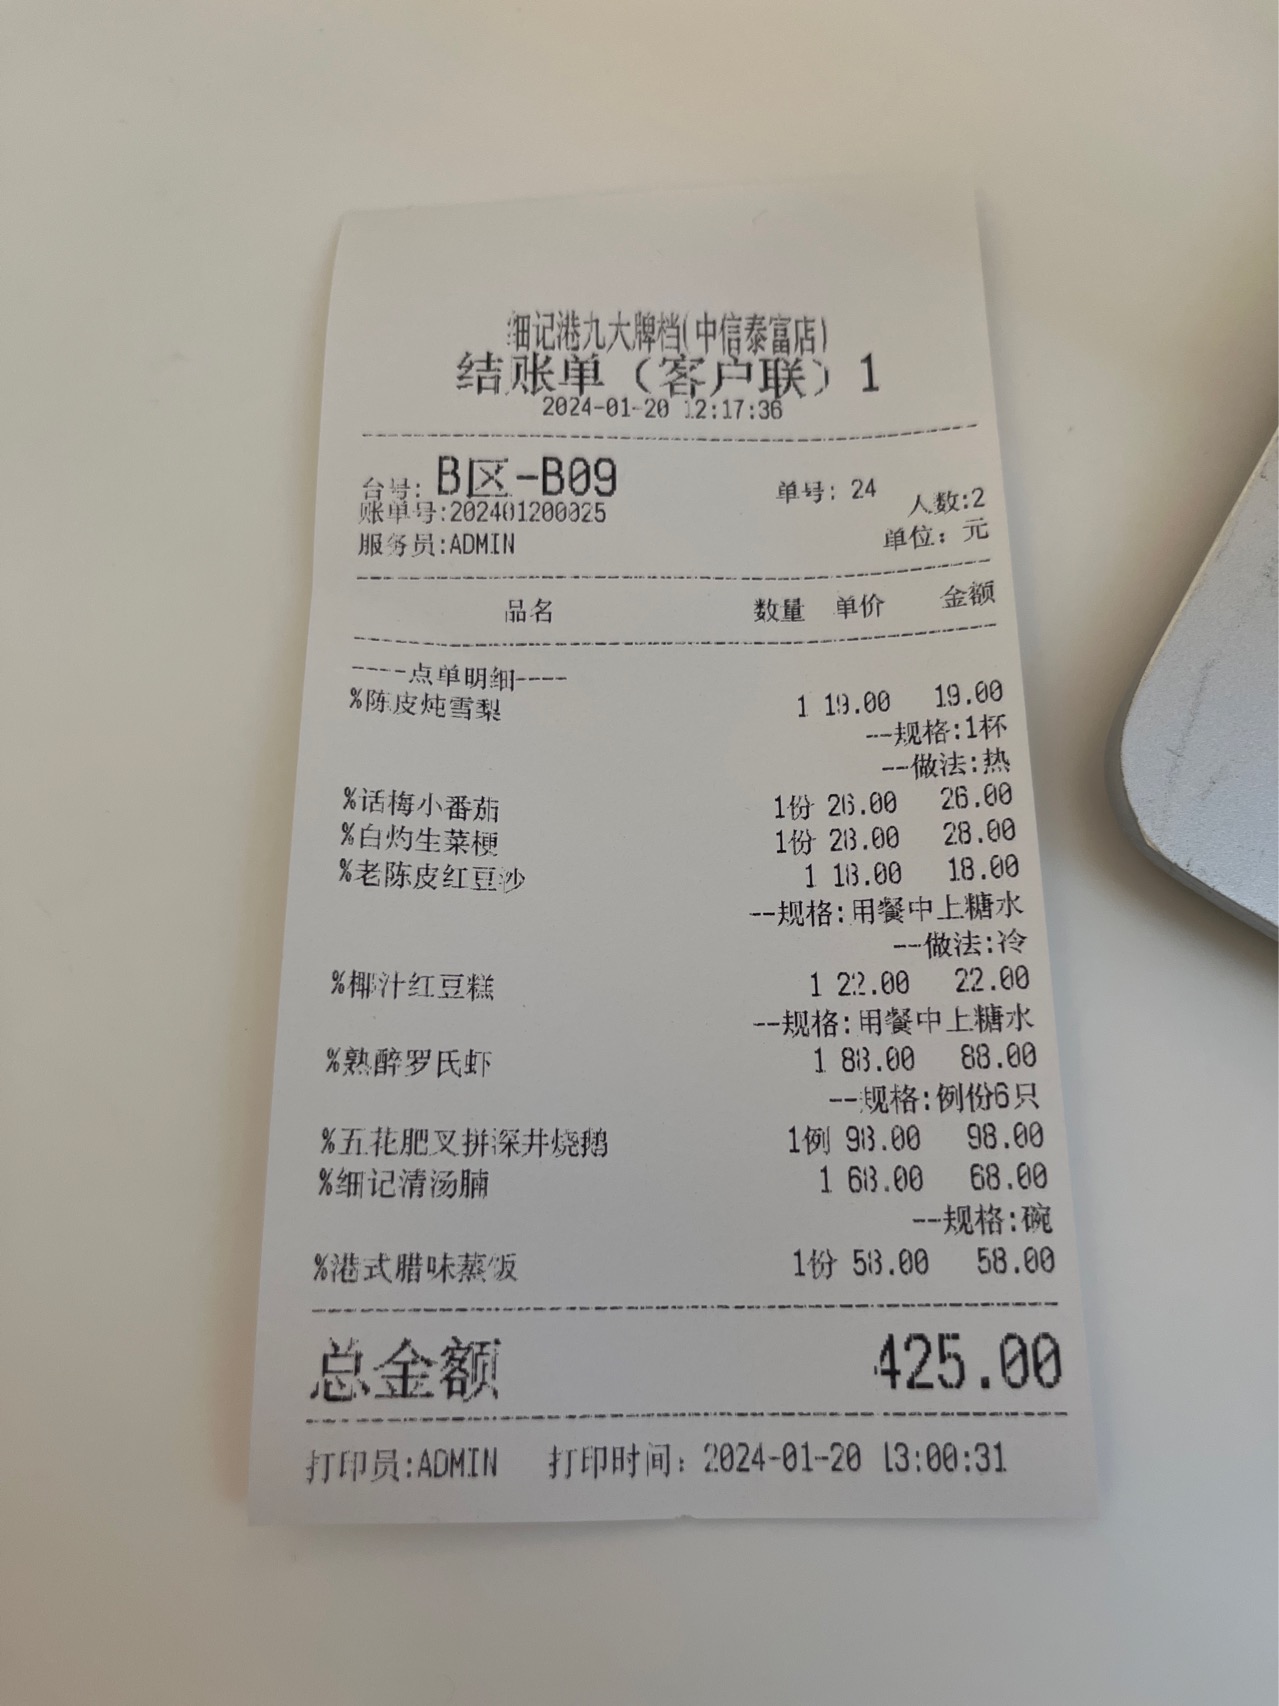 细记港九大牌档(中信泰富店)
结账单（客户联）1
2024-01-20 12:17:36
台号: B区-B09 单号: 24
账单号:202401200025 人数:2
服务员:ADMIN 单位: 元
品名 数量 单价 金额
----点单明细----
%陈皮炖雪梨 1 19.00 19.00
--规格:1杯
--做法:热
%话梅小番茄 1份 26.00 26.00
%白灼生菜梗 1份 28.00 28.00
%老陈皮红豆沙 1 18.00 18.00
--规格:用餐中上糖水
--做法:冷
%椰汁红豆糕 1 22.00 22.00
--规格:用餐中上糖水
%熟醉罗氏虾 1 88.00 88.00
--规格:例份6只
%五花肥叉拼深井烧鹅 1例 98.00 98.00
%细记清汤腩 1 68.00 68.00
--规格:碗
%港式腊味蒸饭 1份 58.00 58.00
总金额 425.00
打印员:ADMIN 打印时间: 2024-01-20 13:00:31